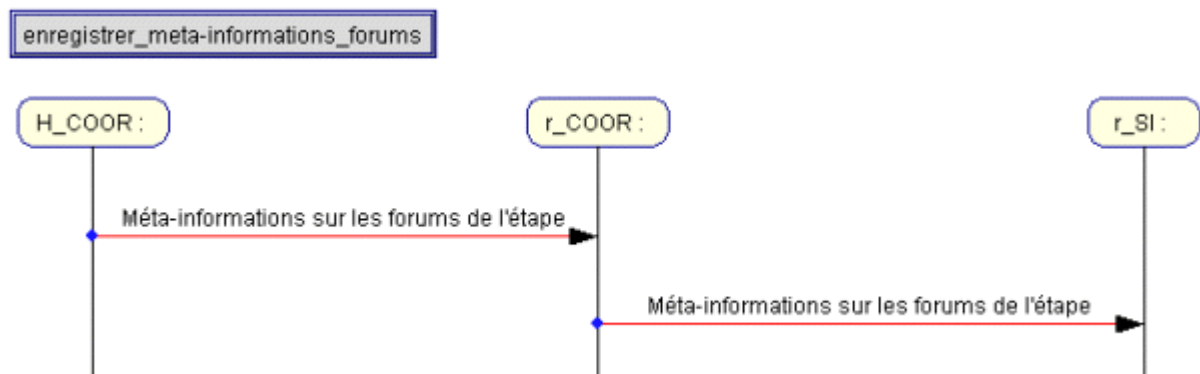 enregistrer_meta-informations_forums
H_COOR :
r_COOR :
r_SI :
Méta-informations sur les forums de l'étape
Méta-informations sur les forums de l'étape